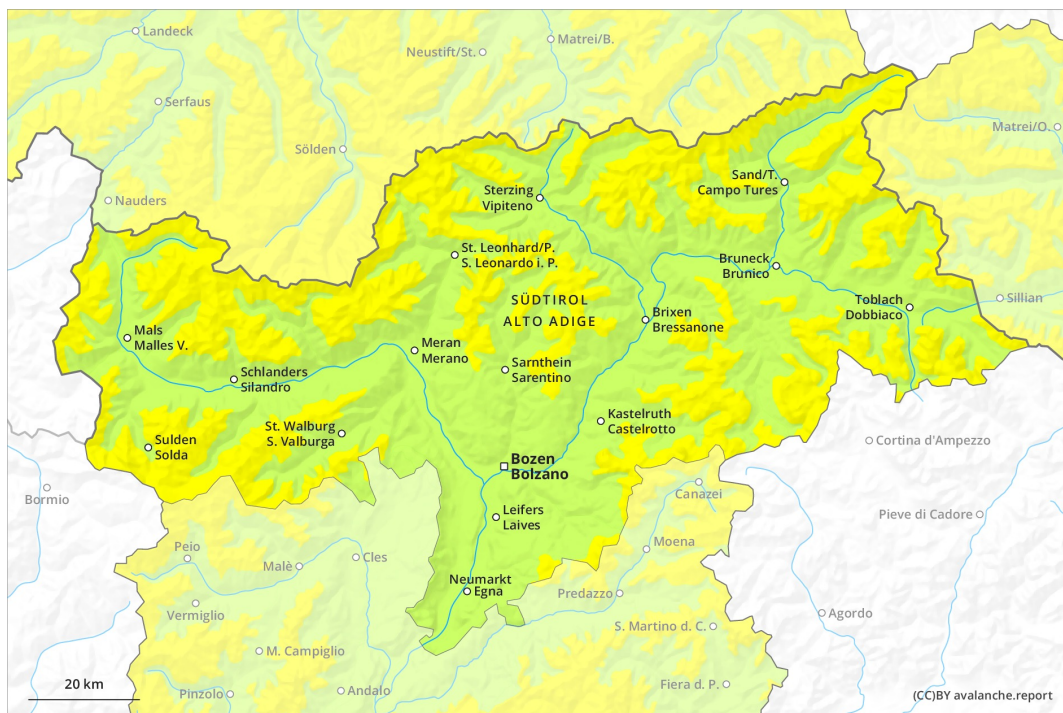 Landeck
Matrei/B.
Neustift/St.
Serfaus
Matrei/O.
Sölden
Sand/T.
Campo Tures
Sterzing
Vipiteno
Nauders
St. Leonhard/P.
S. Leonardo i. P.
Bruneck
Brunico
SÜDTIROL
ALTO ADIGE
Toblach
Dobbiaco
Sillian
Brixen
Bressanone
Mals
Malles V.
Meran
Merano
Sarnthein
Sarentino
Schlanders
Silandro
Kastelruth
Castelrotto
St. Walburg
S. Valburga
Sulden
Solda
Cortina d'Ampezzo
Bozen
Bolzano
Bormio
Canazei
Leifers
Laives
Pieve di Cadore
Moena
Peio
Cles
Malè
Neumarkt
Egna
Predazzo
Vermiglio
Agordo
S. Martino d. C.
M. Campiglio
20 km
Pinzolo
Andalo
Fiera d. P.
(CC)BY avalanche.report